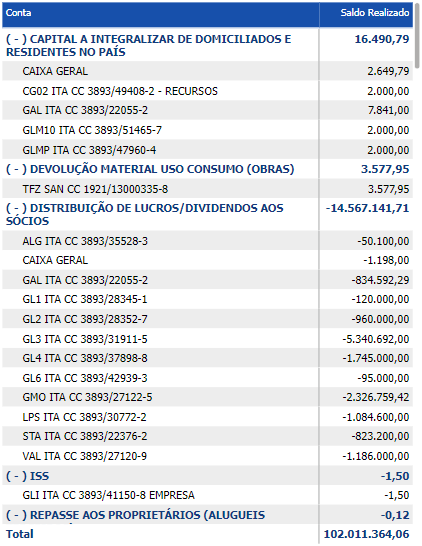 Conta Saldo Realizado
( - ) CAPITAL A INTEGRALIZAR DE DOMICILIADOS E 16.490,79
RESIDENTES NO PAÍS
CAIXA GERAL 2.649,79
CG02 ITA CC 3893/49408-2 - RECURSOS 2.000,00
GAL ITA CC 3893/22055-2 7.841,00
GLM10 ITA CC 3893/51465-7 2.000,00
GLMP ITA CC 3893/47960-4 2.000,00
( - ) DEVOLUÇÃO MATERIAL USO CONSUMO (OBRAS) 3.577,95
TFZ SAN CC 1921/13000335-8 3.577,95
( - ) DISTRIBUIÇÃO DE LUCROS/DIVIDENDOS AOS -14.567.141,71
SÓCIOS
ALG ITA CC 3893/35528-3 -50.100,00
CAIXA GERAL -1.198,00
GAL ITA CC 3893/22055-2 -834.592,29
GL1 ITA CC 3893/28345-1 -120.000,00
GL2 ITA CC 3893/28352-7 -960.000,00
GL3 ITA CC 3893/31911-5 -5.340.692,00
GL4 ITA CC 3893/37898-8 -1.745.000,00
GL6 ITA CC 3893/42939-3 -95.000,00
GMO ITA CC 3893/27122-5 -2.326.759,42
LPS ITA CC 3893/30772-2 -1.084.600,00
STA ITA CC 3893/22376-2 -823.200,00
VAL ITA CC 3893/27120-9 -1.186.000,00
( - ) ISS -1,50
GLI ITA CC 3893/41150-8 EMPRESA -1,50
( - ) REPASSE AOS PROPRIETÁRIOS (ALUGUEIS -0,12
Total 102.011.364,06